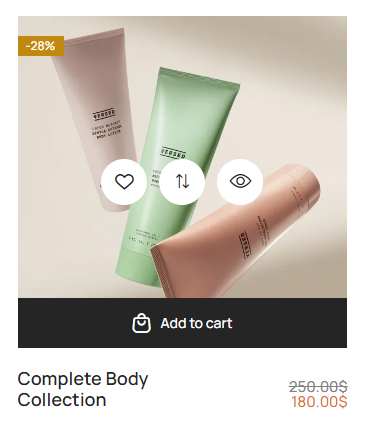 -28%
VERSED
VERSED
VERSED
Add to cart
Complete Body
Collection
250.00$
180.00$